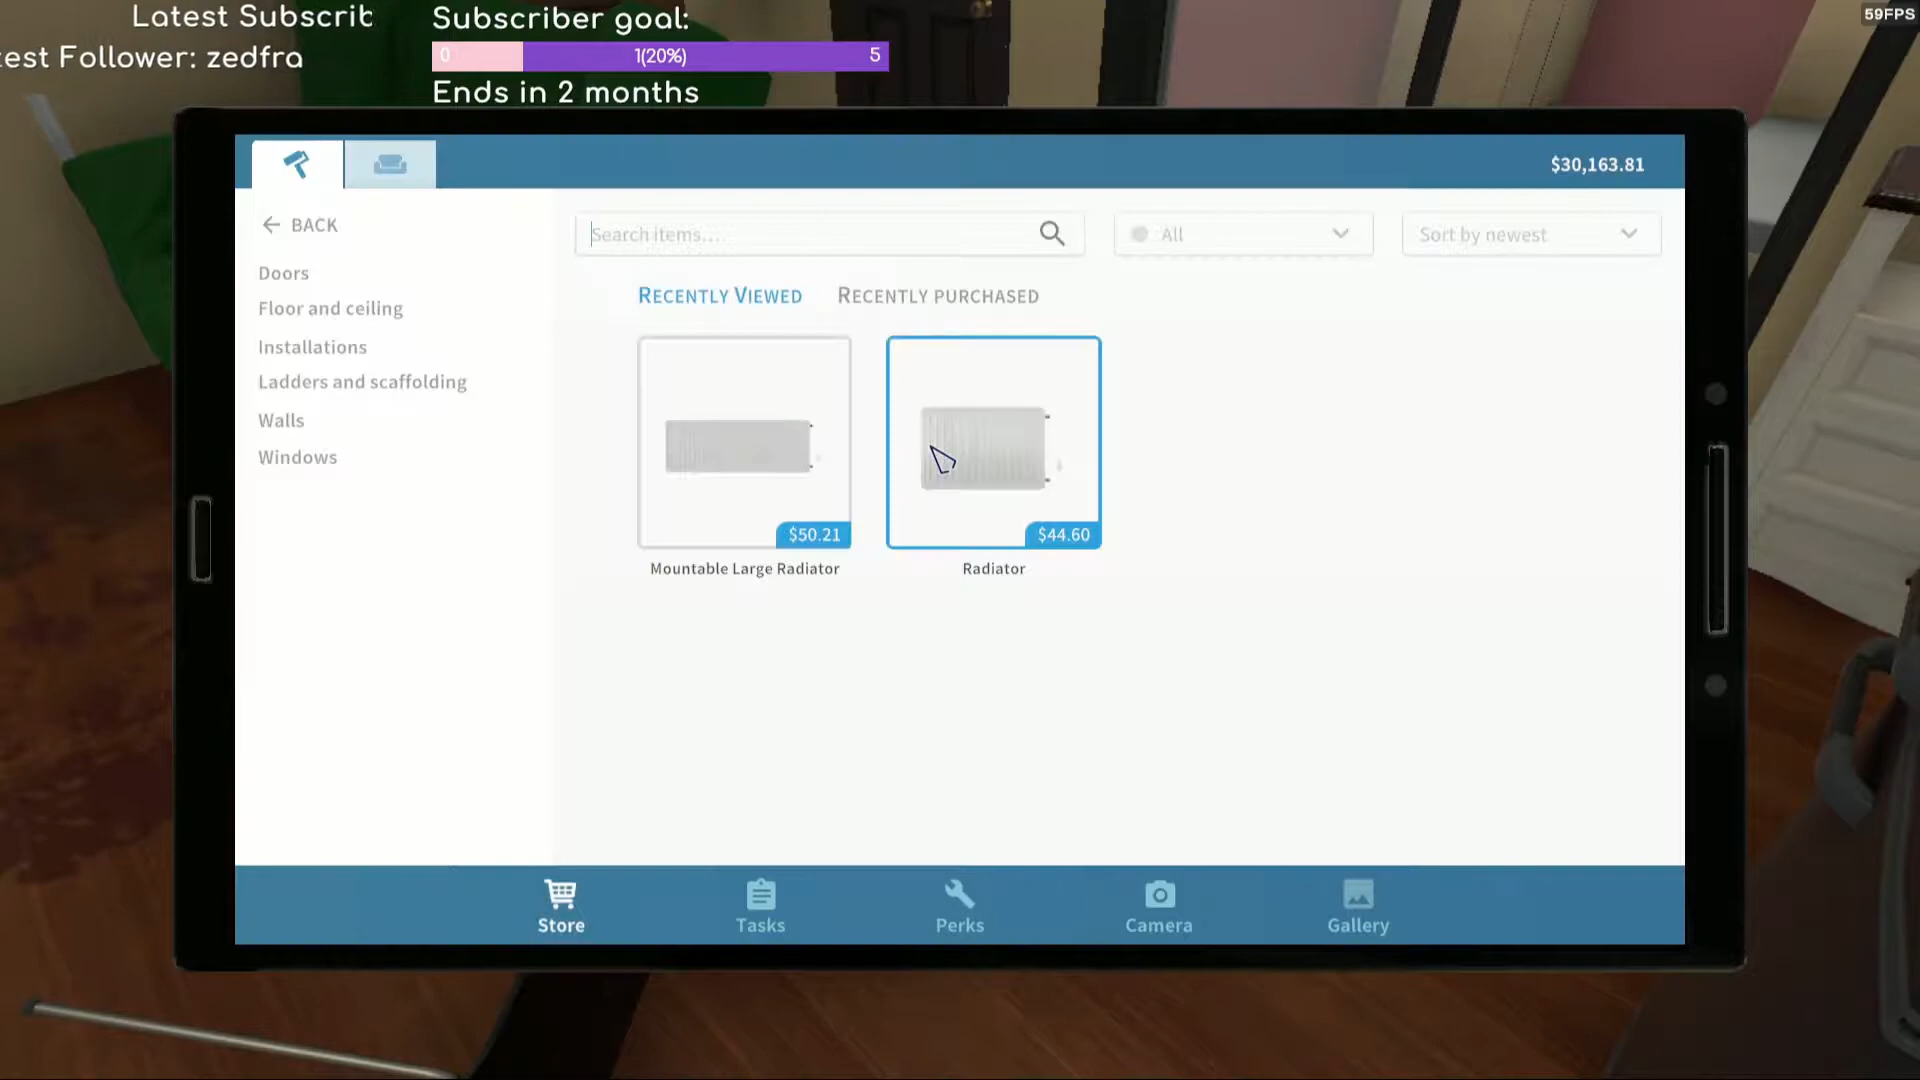 Latest Subscrib
Subscriber goal:
59FPS
test Follower: zedfra
0 1(20%) 5
Ends in 2 months
$30,163.81
BACK
Search items....
All
Sort by newest
Doors
Floor and ceiling
Installations
Ladders and scaffolding
Walls
Windows
RECENTLY VIEWED
RECENTLY PURCHASED
$50.21
$44.60
Mountable Large Radiator
Radiator
Store
Tasks
Perks
Camera
Gallery